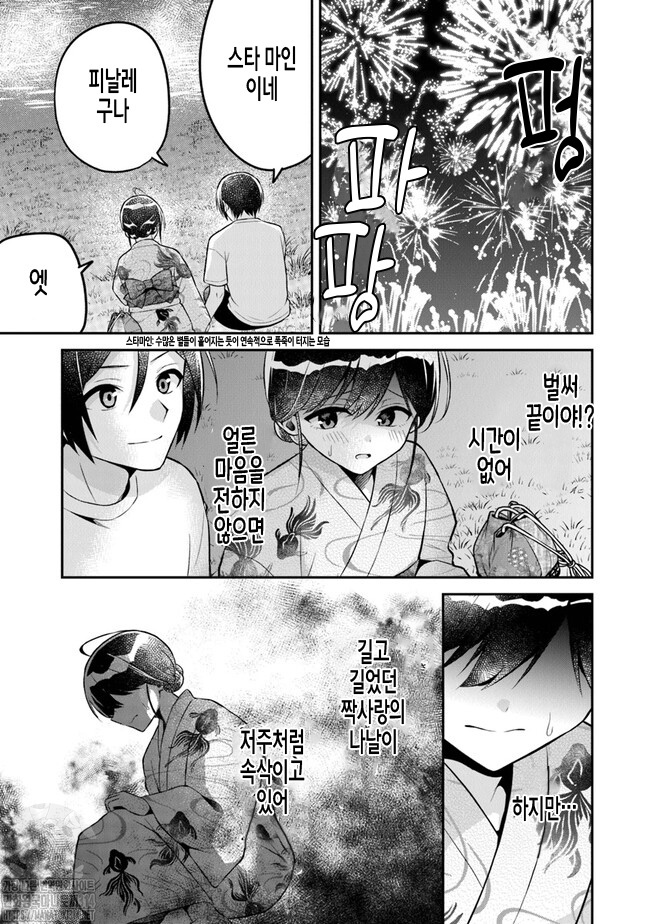 펑
파
팡
스타 마인
이네
피날레
구나
엣
스타마인: 수많은 별들이 흩어지는 듯이 연속적으로 폭죽이 터지는 모습
벌써
끝이야!?
시간이
없어
얼른
마음을
전하지
않으면
하지만…
길고
길었던
짝사랑의
나날이
저주처럼
속삭이고
있어